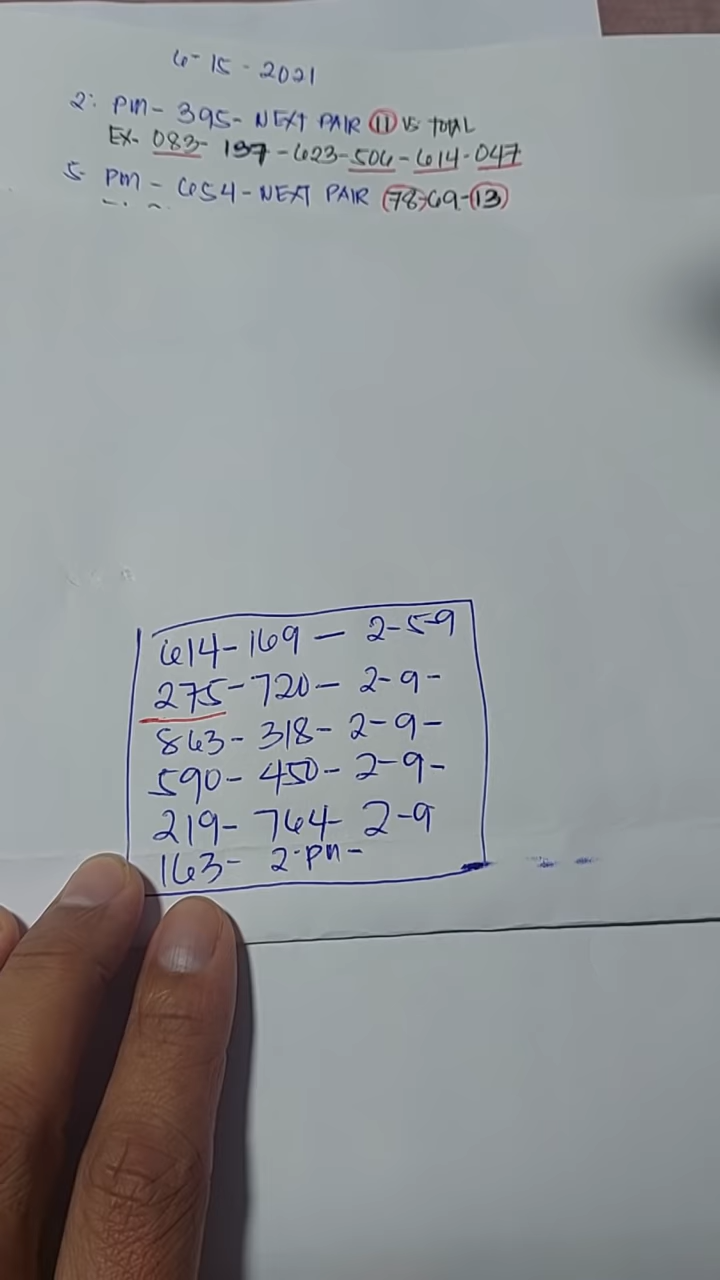 6-15-2021
2: PM- 395- NEXT PAIR 11 VS TOTAL
EX- 083- 137-623-506-614-047
5 PM - 654-NEXT PAIR (78)-69-13
614-169 - 2-5-9
275-720- 2-9-
863- 318- 2-9-
590- 450- 2-9-
219- 764- 2-9
163- 2-PM-